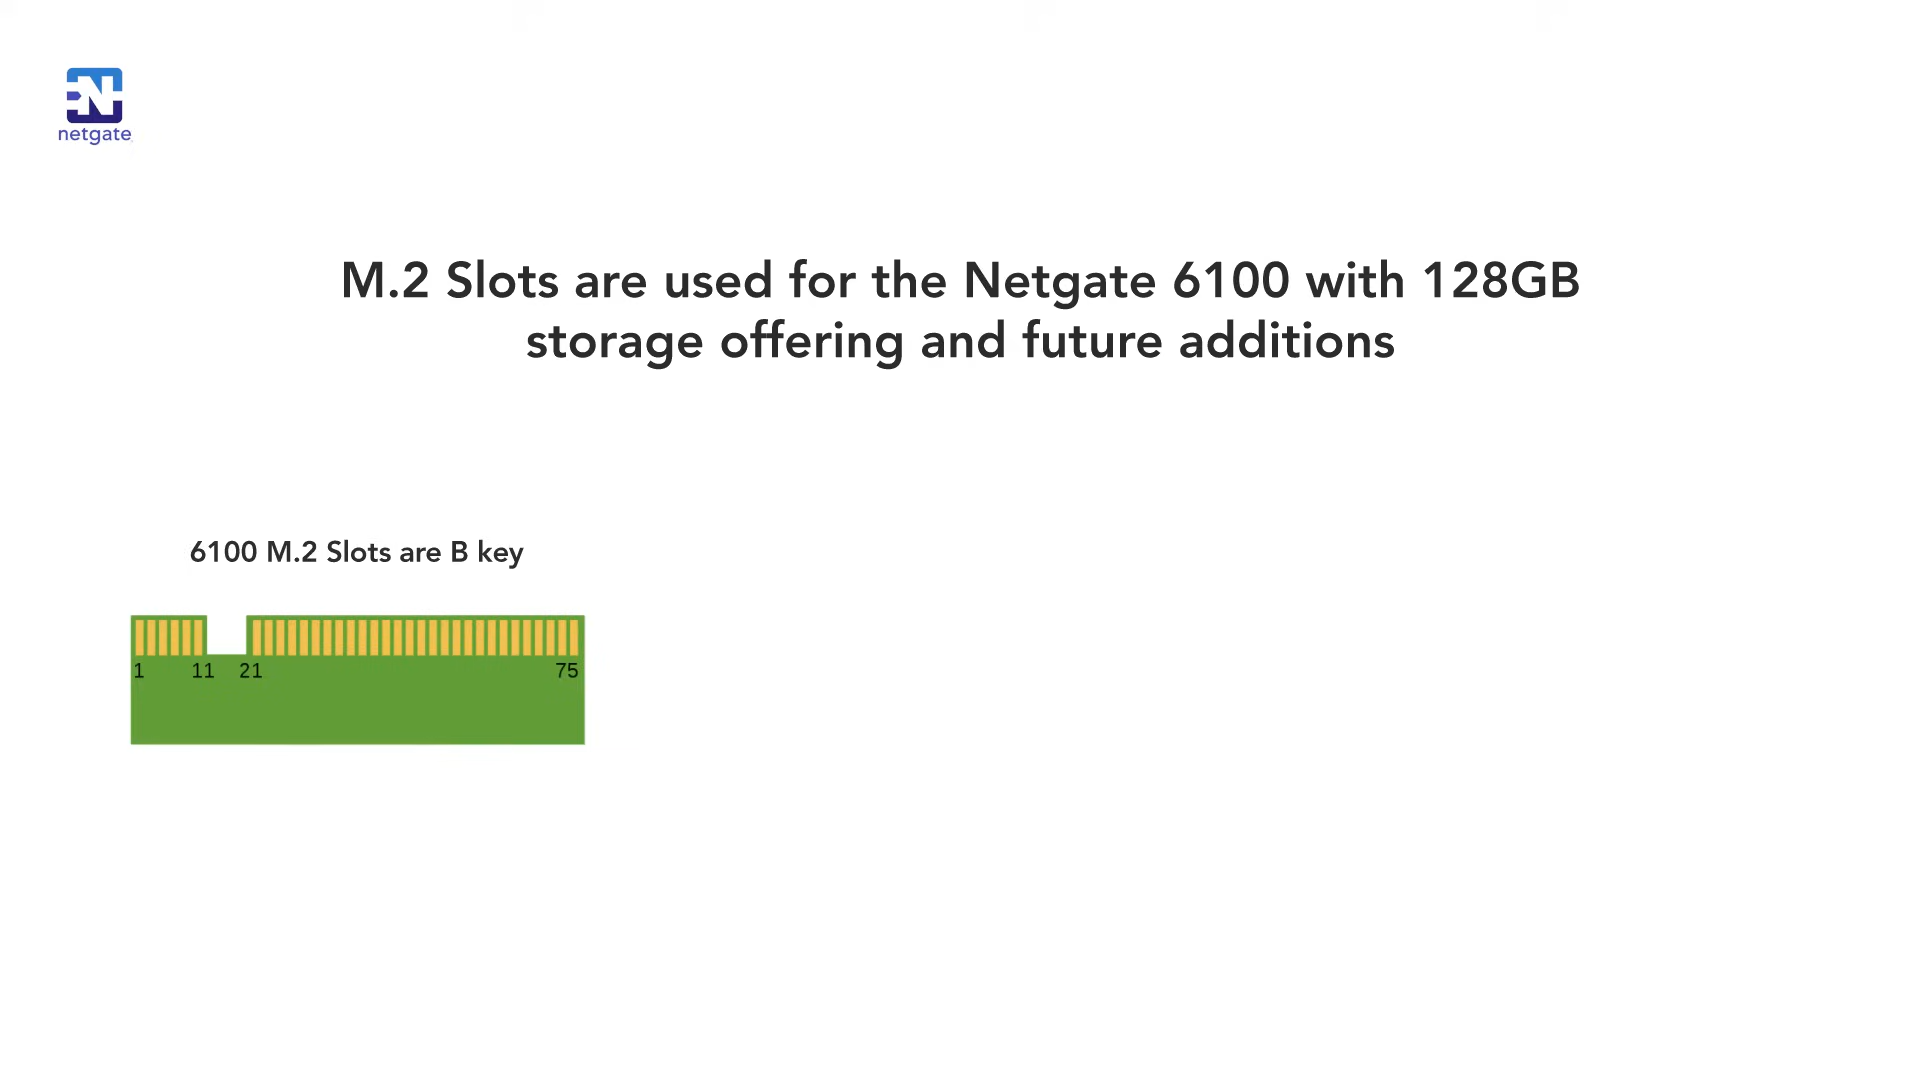 netgate
M.2 Slots are used for the Netgate 6100 with 128GB
storage offering and future additions
6100 M.2 Slots are B key
1 11 21 75